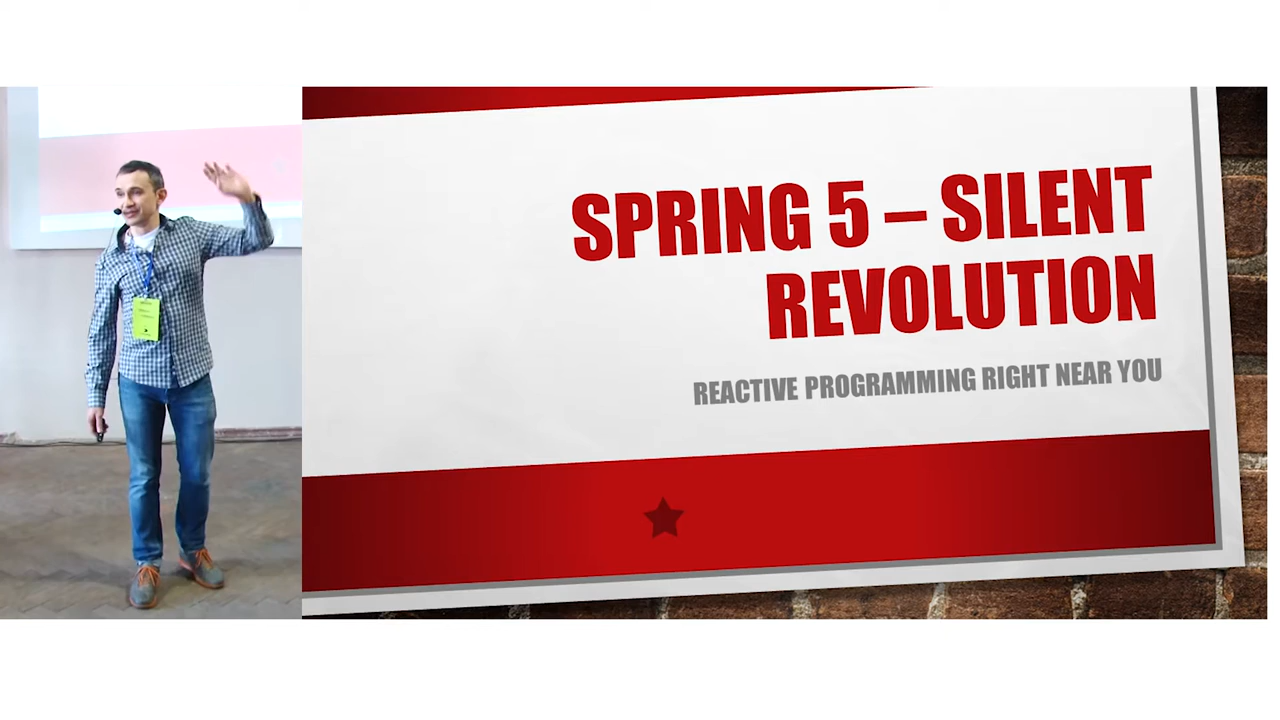 SPRING 5 – SILENT
REVOLUTION
REACTIVE PROGRAMMING RIGHT NEAR YOU